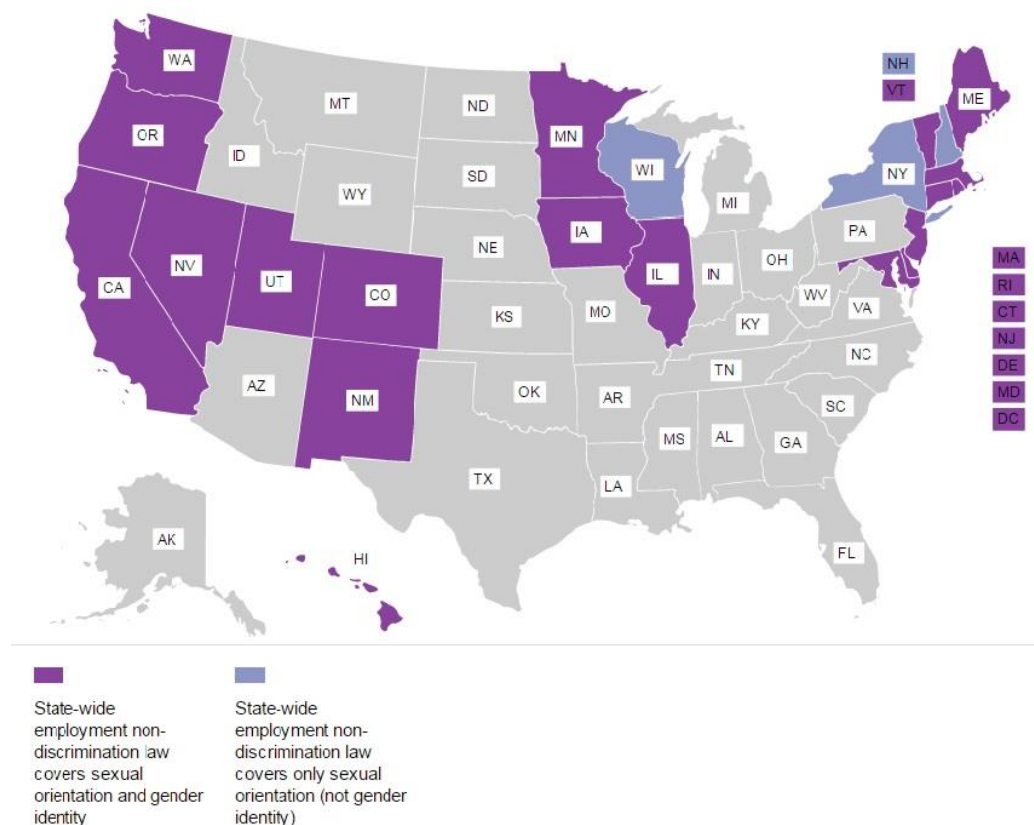 WA
NH
VT
ME
MT
ND
OR
MN
ID
SD
WI
NY
WY
MI
IA
PA
NE
NV
OH
MA
CA
UT
CO
IL
IN
RI
WV
VA
KS
MO
CT
KY
NJ
NC
TN
DE
AZ
OK
NM
AR
MD
SC
DC
MS
AL
GA
TX
LA
AK
FL
HI
State-wide
employment non-
discrimination law
covers sexual
orientation and gender
identity
State-wide
employment non-
discrimination law
covers only sexual
orientation (not gender
identity)